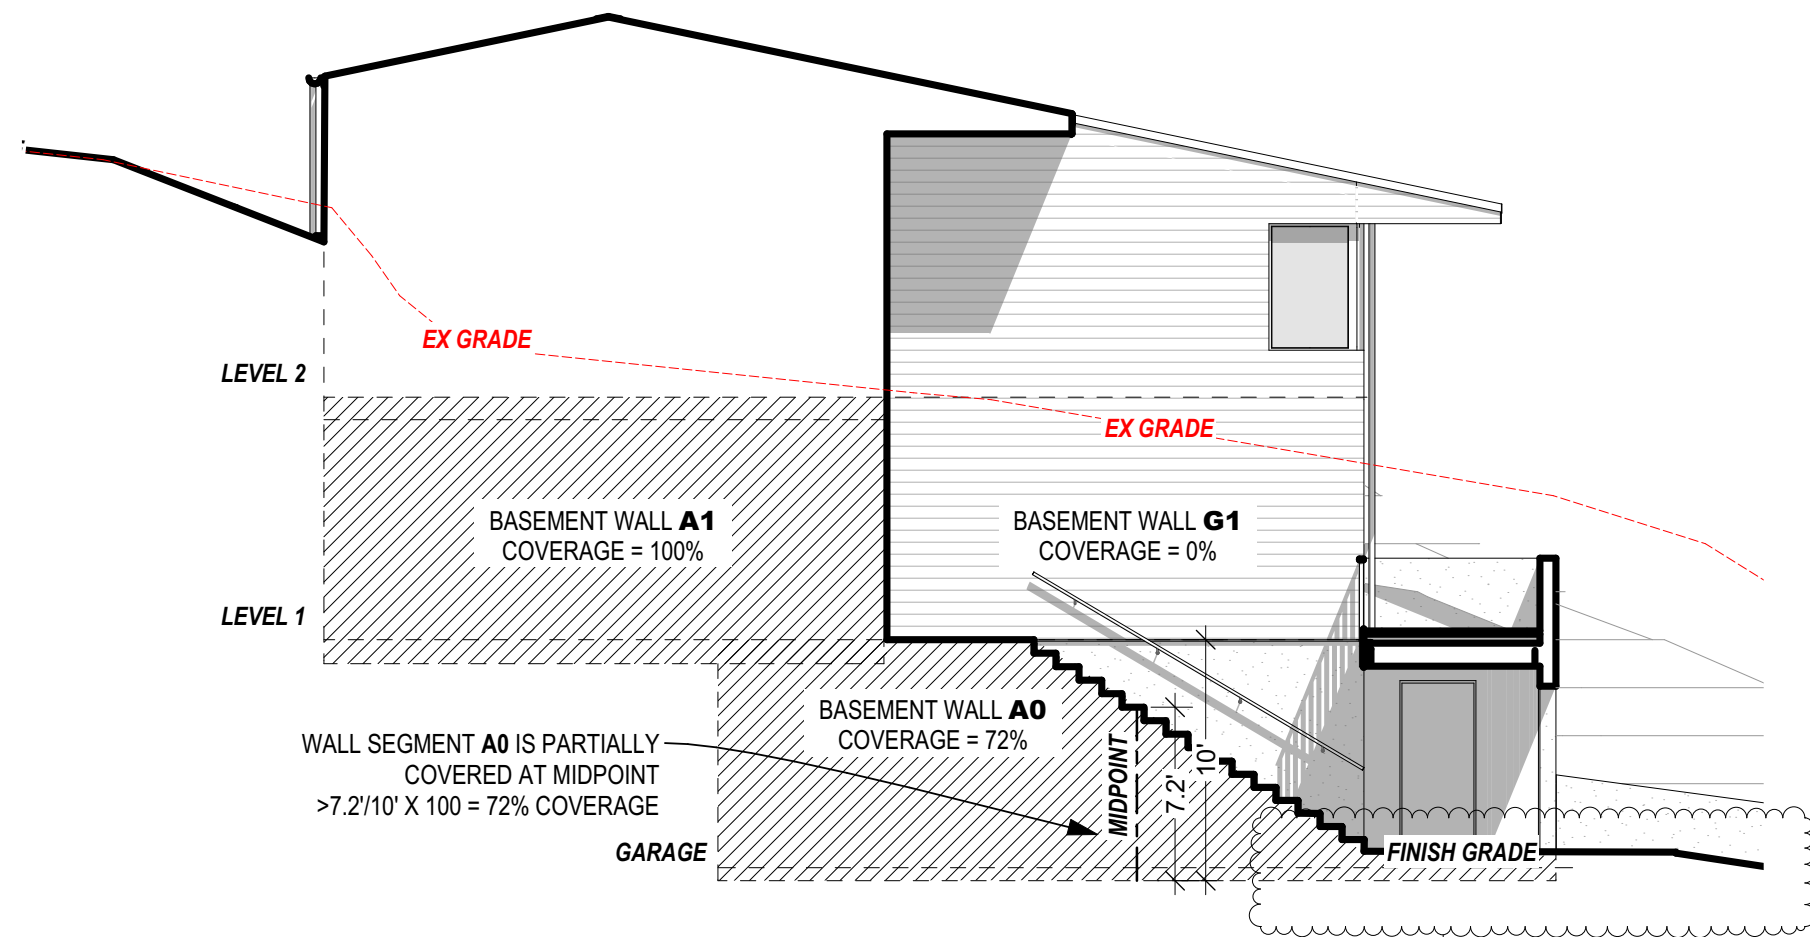 EX GRADE
LEVEL 2
EX GRADE
BASEMENT WALL A1
COVERAGE = 100%
BASEMENT WALL G1
COVERAGE = 0%
LEVEL 1
BASEMENT WALL A0
COVERAGE = 72%
WALL SEGMENT A0 IS PARTIALLY
COVERED AT MIDPOINT
>7.2'/10' X 100 = 72% COVERAGE
MIDPOINT
7.2'
10'
GARAGE
FINISH GRADE